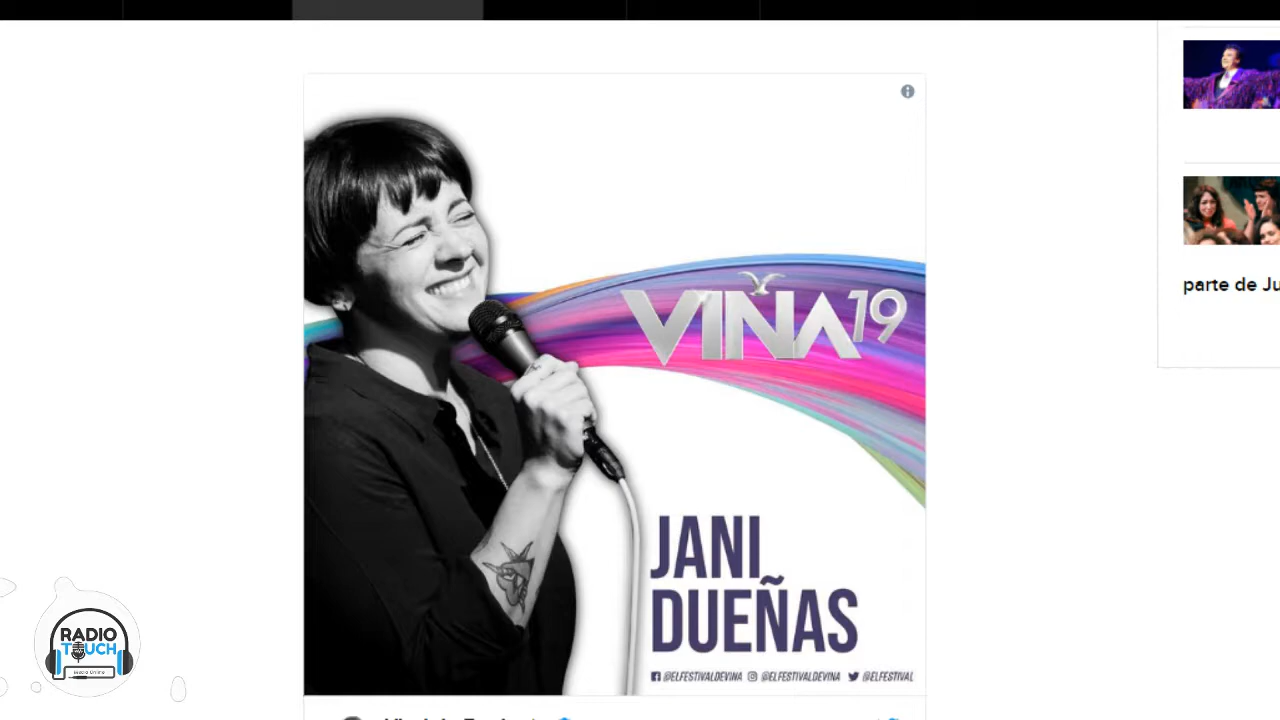 VIÑA19
parte de Ju
JANI
DUEÑAS
@ELFESTIVALDEVINA @ELFESTIVALDEVINA @ELFESTIVAL
RADIO
TOUCH